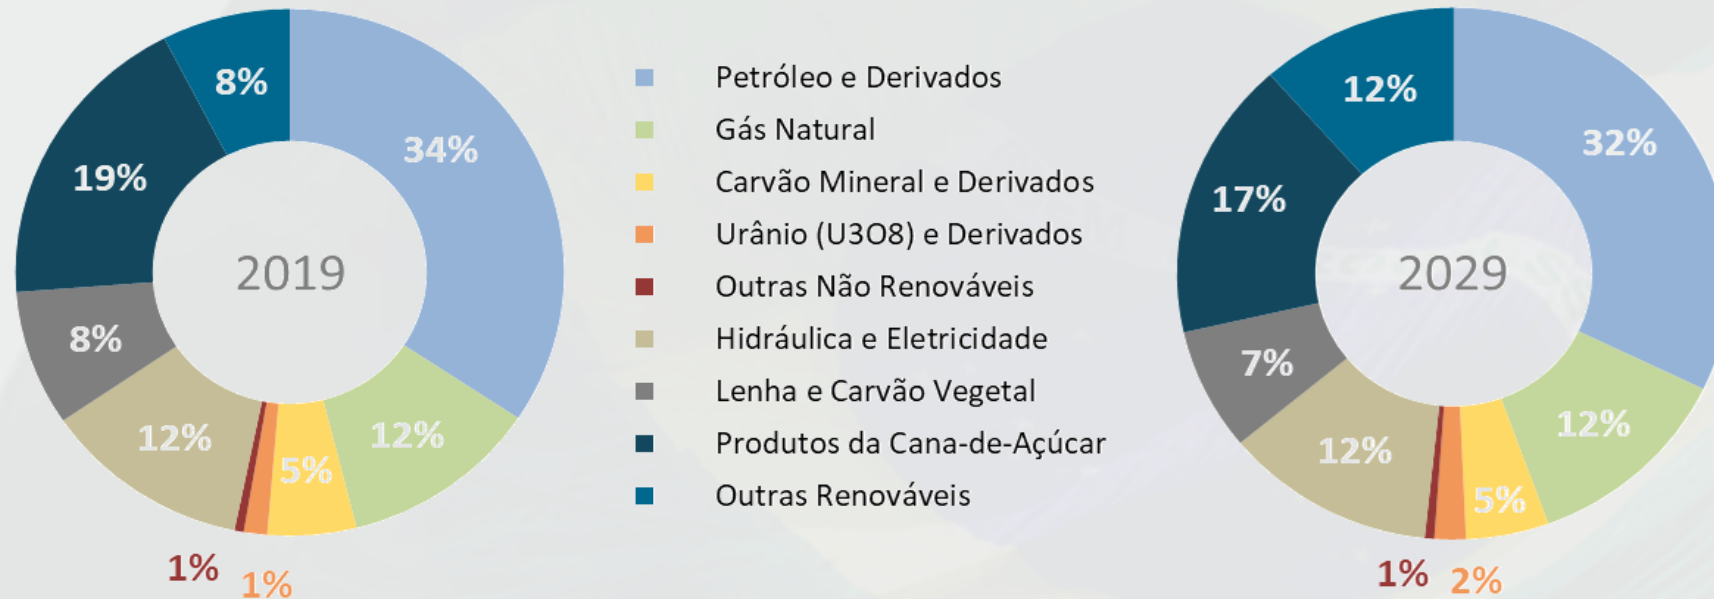 8%
34%
19%
2019
8%
12%
12%
5%
1%
1%
Petróleo e Derivados
Gás Natural
Carvão Mineral e Derivados
Urânio (U3O8) e Derivados
Outras Não Renováveis
Hidráulica e Eletricidade
Lenha e Carvão Vegetal
Produtos da Cana-de-Açúcar
Outras Renováveis
12%
32%
17%
2029
7%
12%
12%
5%
1%
2%